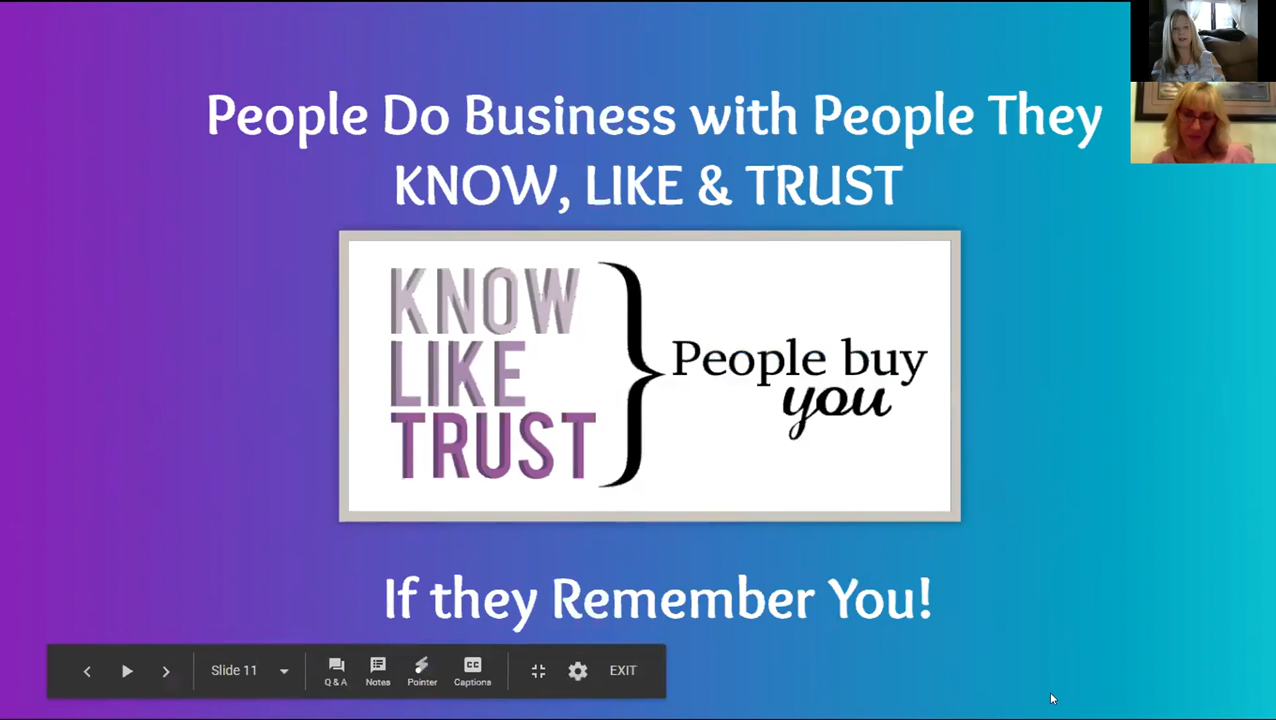 People Do Business with People They
KNOW, LIKE & TRUST
KNOW
LIKE
TRUST
People buy
you
If they Remember You!
Slide 11
Q & A
Notes
Pointer
CC
Captions
EXIT